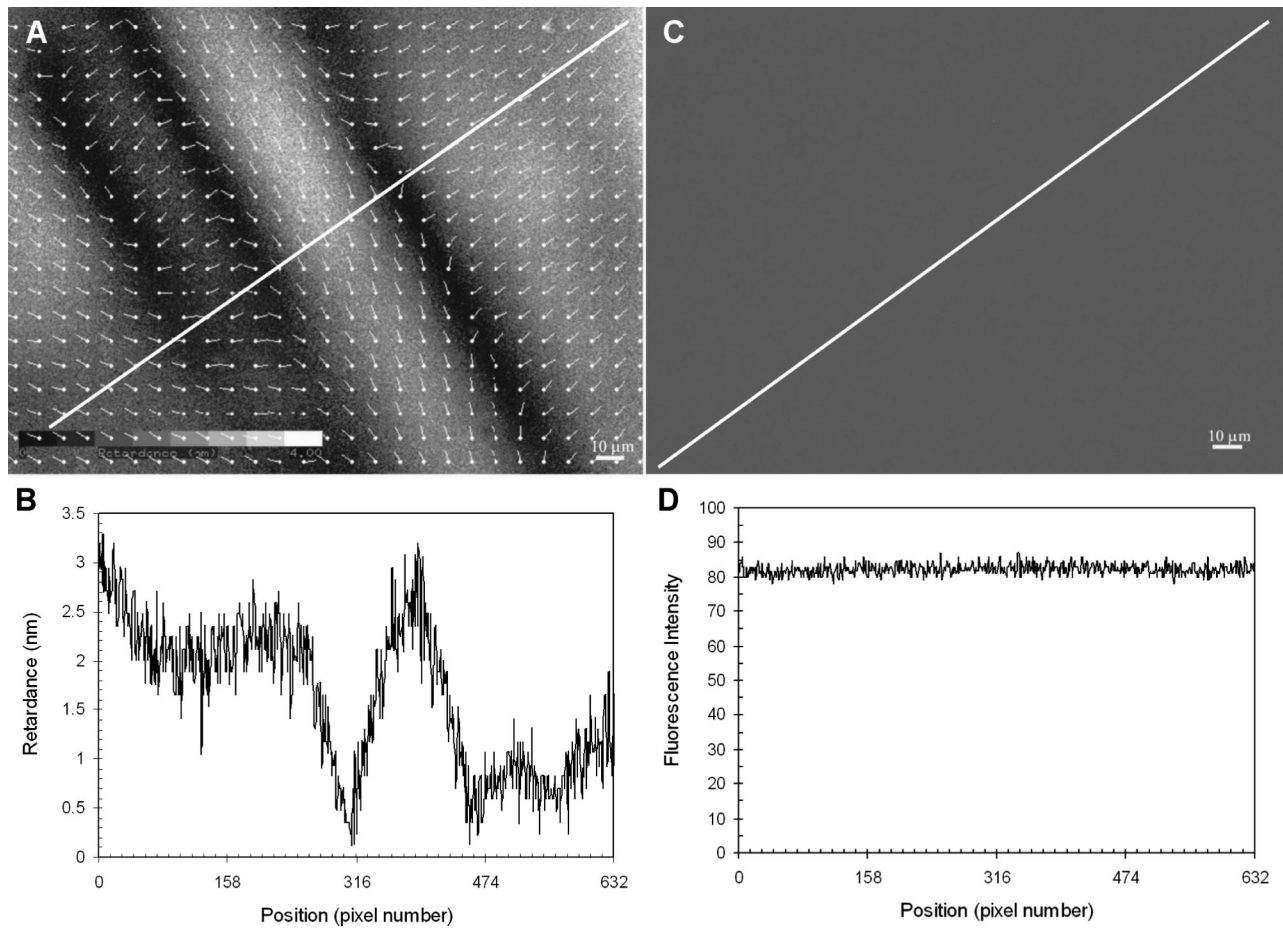 A
C
0
Retardance (nm)
4.00
10 μm
10 μm
B
3.5
3
2.5
2
1.5
1
0.5
0
Retardance (nm)
0
158
316
474
632
Position (pixel number)
D
100
90
80
70
60
50
40
30
20
10
0
Fluorescence Intensity
0
158
316
474
632
Position (pixel number)